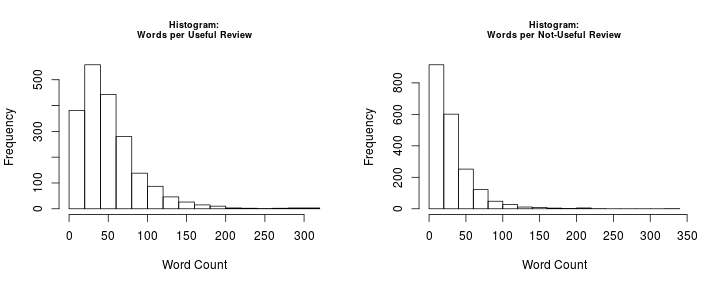 Histogram:
Words per Useful Review
Frequency
500
300
100
0
0 50 100 150 200 250 300
Word Count
Histogram:
Words per Not-Useful Review
Frequency
800
600
400
200
0
0 50 100 150 200 250 300 350
Word Count